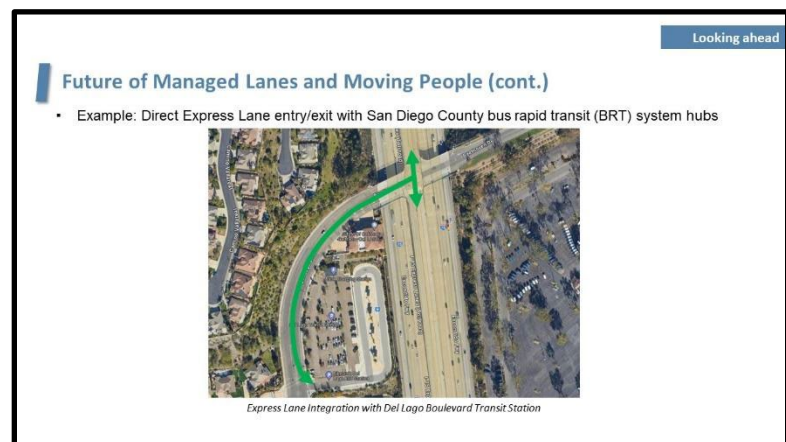 Looking ahead
Future of Managed Lanes and Moving People (cont.)
▪ Example: Direct Express Lane entry/exit with San Diego County bus rapid transit (BRT) system hubs
Express Lane Integration with Del Lago Boulevard Transit Station